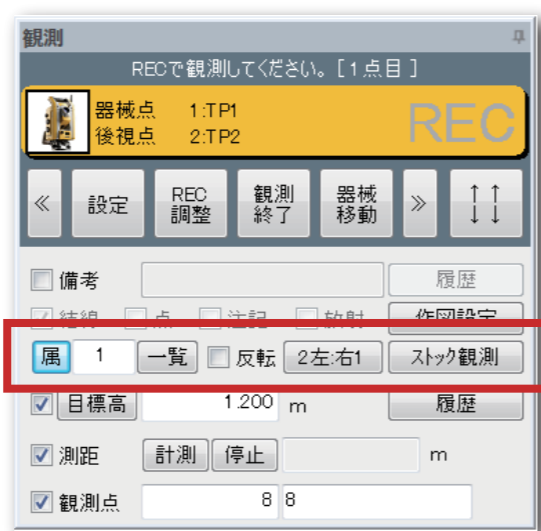 観測
RECで観測してください。[1点目]
器械点 1:TP1
後視点 2:TP2
REC
« 設定 REC調整 観測終了 器械移動 » ↑↑↓↓
備考 履歴
結線 点 注記 放射 作図設定
属 1 一覧 反転 2左:右1 ストック観測
目標高 1.200 m 履歴
測距 計測 停止 m
観測点 8 8